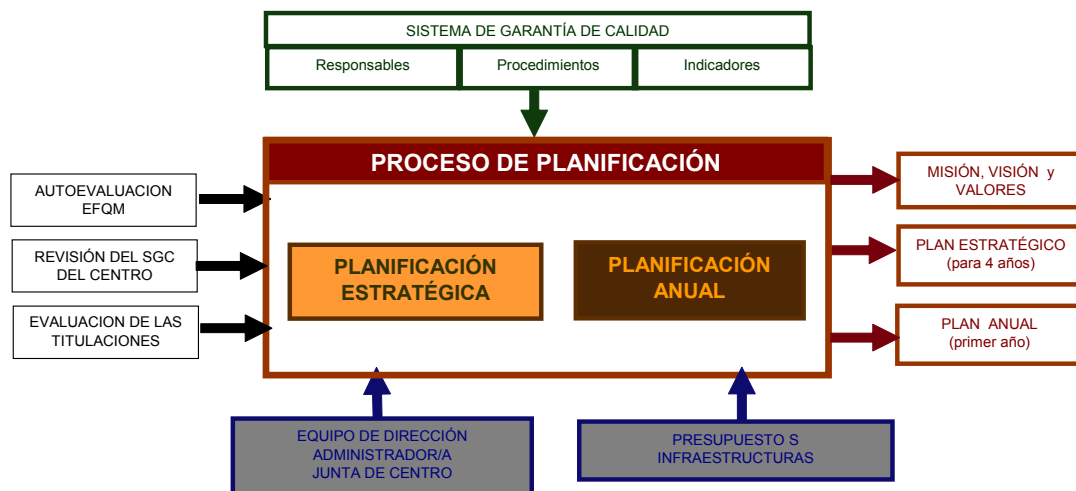 SISTEMA DE GARANTÍA DE CALIDAD
Responsables
Procedimientos
Indicadores
PROCESO DE PLANIFICACIÓN
AUTOEVALUACION
EFQM
REVISIÓN DEL SGC
DEL CENTRO
EVALUACION DE LAS
TITULACIONES
PLANIFICACIÓN
ESTRATÉGICA
PLANIFICACIÓN
ANUAL
MISIÓN, VISIÓN y
VALORES
PLAN ESTRATÉGICO
(para 4 años)
PLAN ANUAL
(primer año)
EQUIPO DE DIRECCIÓN
ADMINISTRADOR/A
JUNTA DE CENTRO
PRESUPUESTO S
INFRAESTRUCTURAS